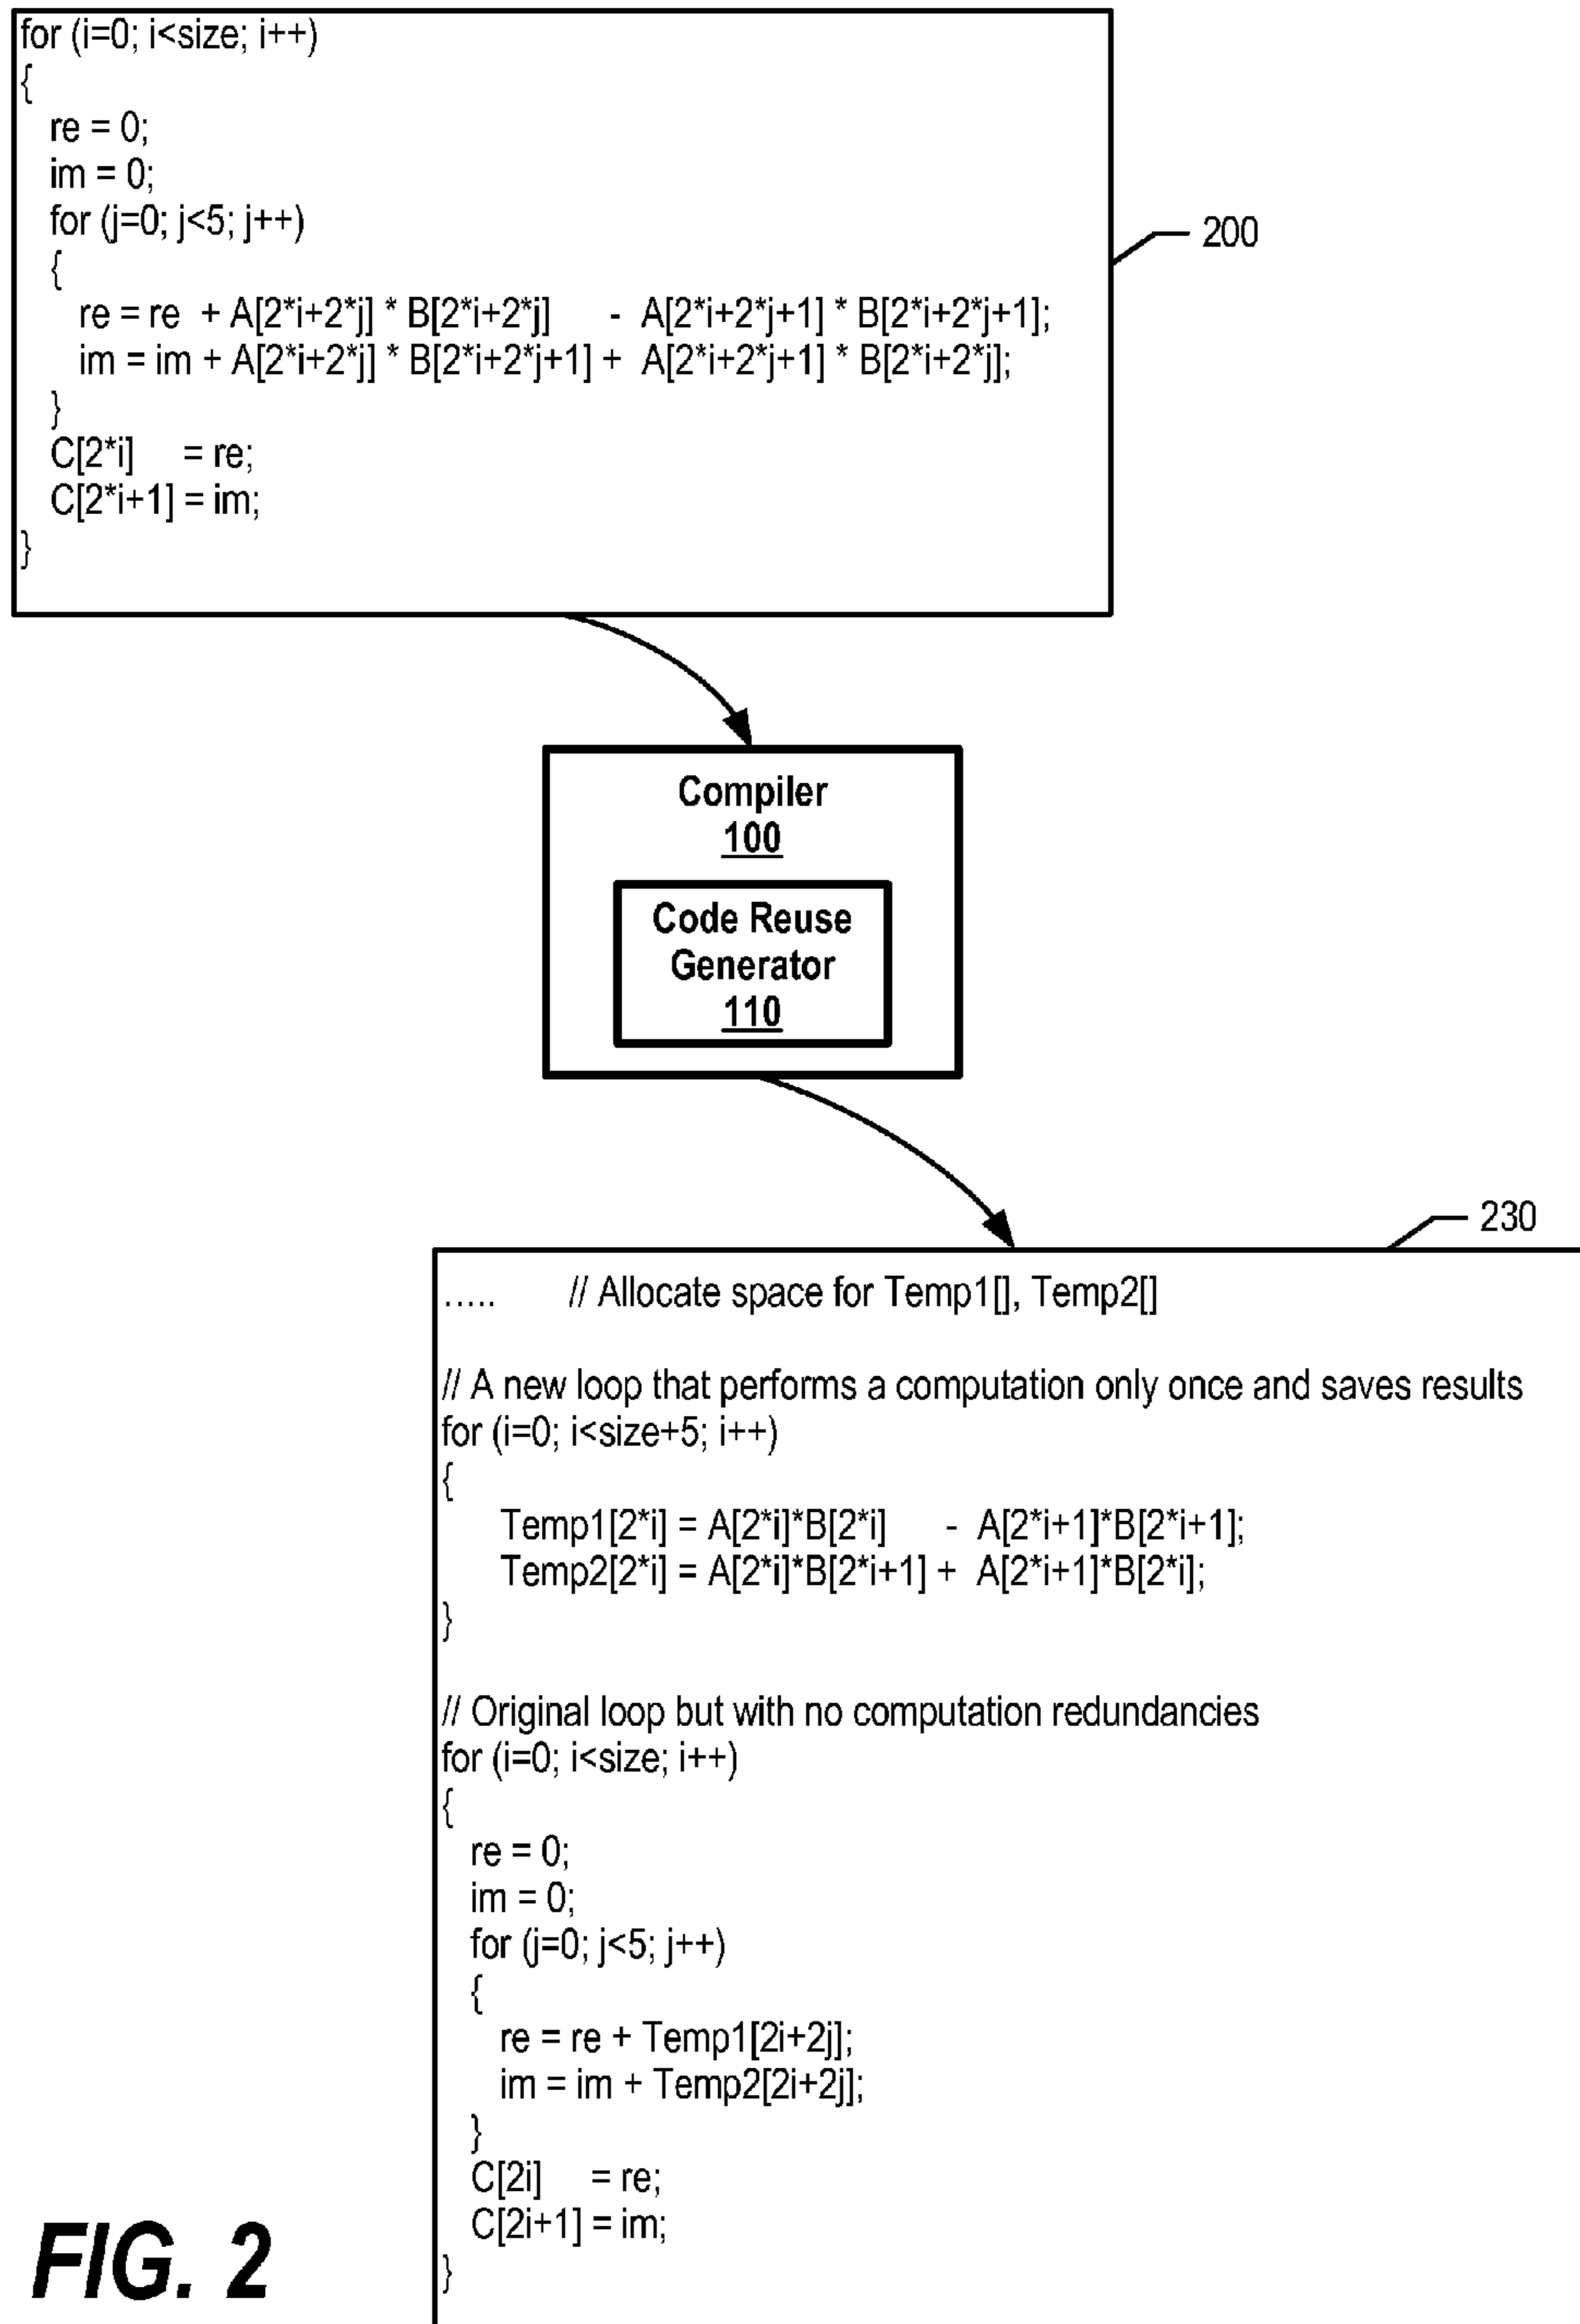 for (i=0; i<size; i++)
{
re = 0;
im = 0;
for (j=0; j<5; j++)
{
re = re + A[2*i+2*j] * B[2*i+2*j] - A[2*i+2*j+1] * B[2*i+2*j+1];
im = im + A[2*i+2*j] * B[2*i+2*j+1] + A[2*i+2*j+1] * B[2*i+2*j];
}
C[2*i] = re;
C[2*i+1] = im;
}
200
Compiler
100
Code Reuse
Generator
110
230
..... // Allocate space for Temp1[], Temp2[]
// A new loop that performs a computation only once and saves results
for (i=0; i<size+5; i++)
{
Temp1[2*i] = A[2*i]*B[2*i] - A[2*i+1]*B[2*i+1];
Temp2[2*i] = A[2*i]*B[2*i+1] + A[2*i+1]*B[2*i];
}
// Original loop but with no computation redundancies
for (i=0; i<size; i++)
{
re = 0;
im = 0;
for (j=0; j<5; j++)
{
re = re + Temp1[2i+2j];
im = im + Temp2[2i+2j];
}
C[2i] = re;
C[2i+1] = im;
}
FIG. 2